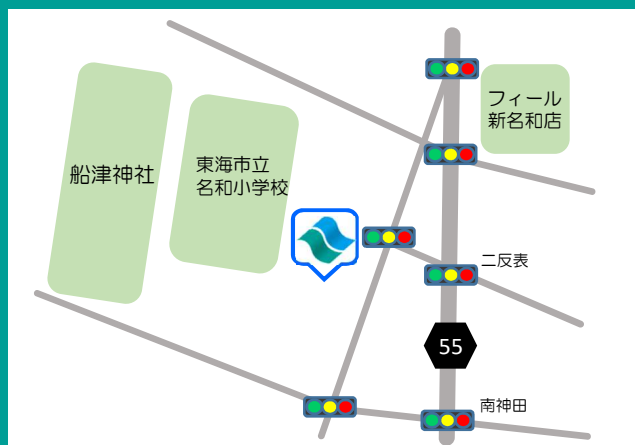 フィール
新名和店
船津神社
東海市立
名和小学校
二反表
55
南神田